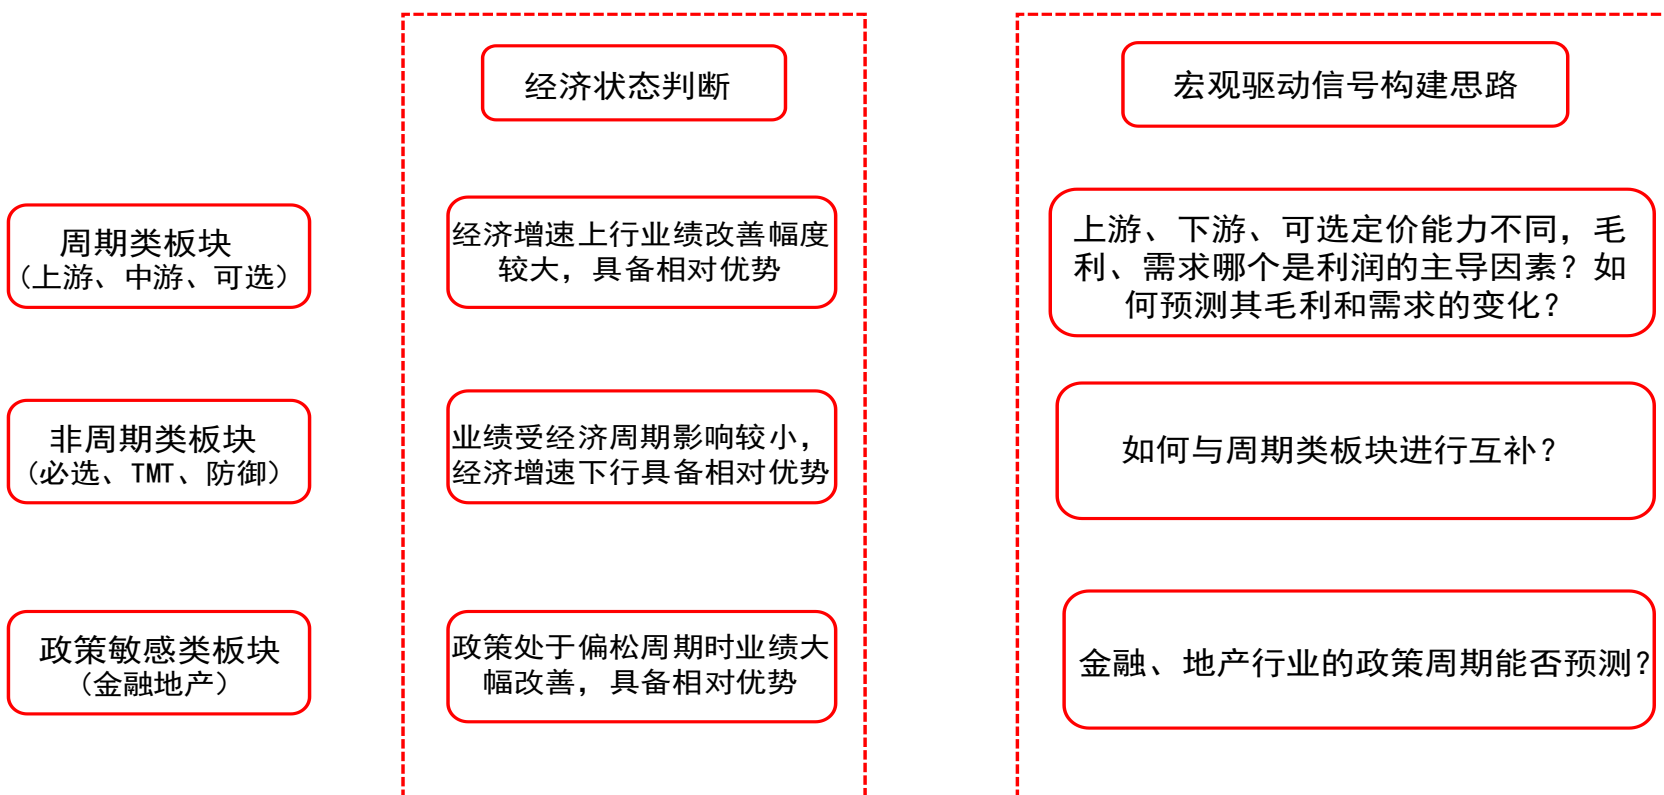 经济状态判断
宏观驱动信号构建思路
周期类板块
（上游、中游、可选）
经济增速上行业绩改善幅度
较大，具备相对优势
上游、下游、可选定价能力不同，毛
利、需求哪个是利润的主导因素？如
何预测其毛利和需求的变化？
非周期类板块
（必选、TMT、防御）
业绩受经济周期影响较小，
经济增速下行具备相对优势
如何与周期类板块进行互补？
政策敏感类板块
（金融地产）
政策处于偏松周期时业绩大
幅改善，具备相对优势
金融、地产行业的政策周期能否预测？